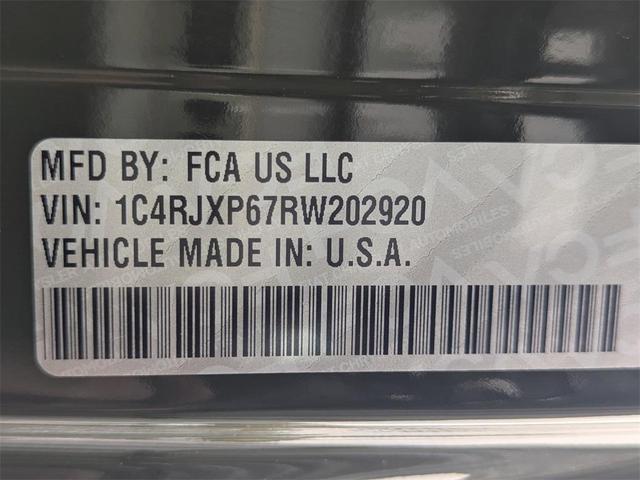 MFD BY: FCA US LLC
VIN: 1C4RJXP67RW202920
VEHICLE MADE IN: U.S.A.